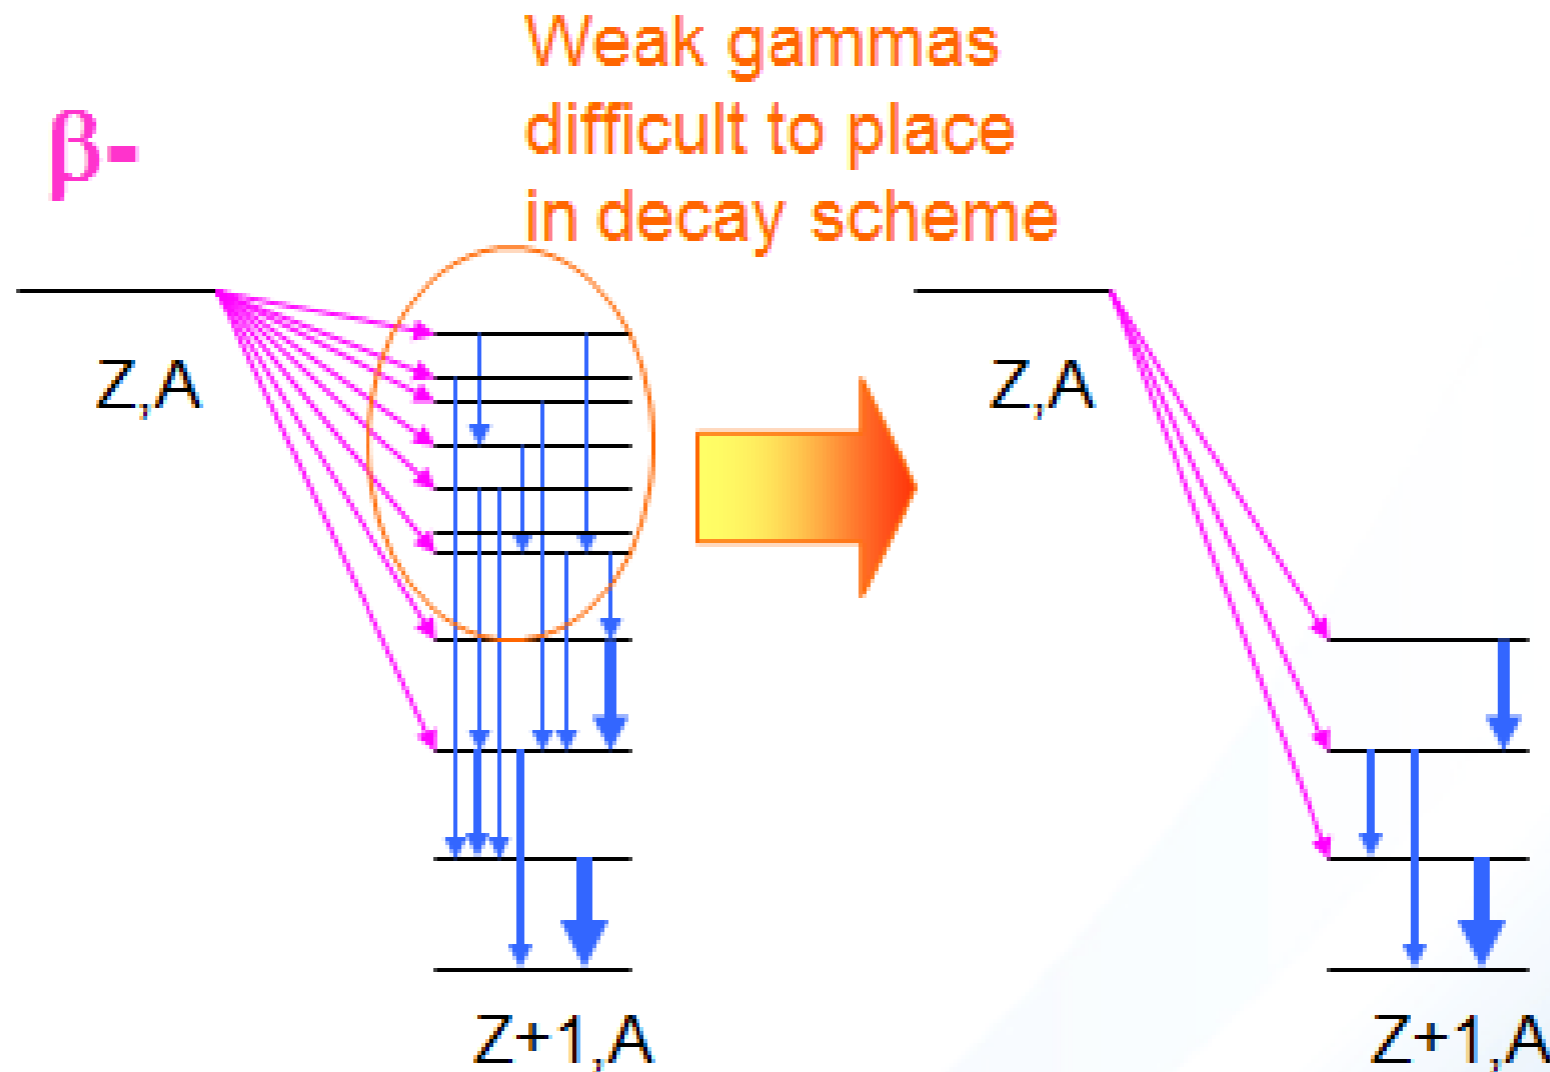 Weak gammas
difficult to place
in decay scheme
β-
Z,A
Z,A
Z+1,A
Z+1,A